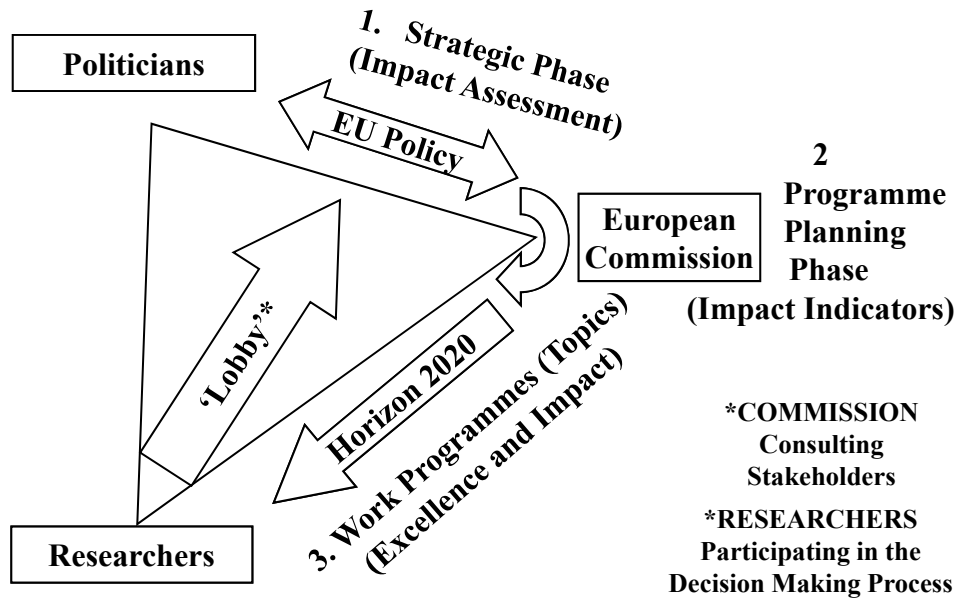 1. Strategic Phase
(Impact Assessment)
Politicians
EU Policy
2
Programme
Planning
Phase
(Impact Indicators)
European
Commission
‘Lobby’*
Horizon 2020
3. Work Programmes (Topics)
(Excellence and Impact)
Researchers
*COMMISSION
Consulting
Stakeholders
*RESEARCHERS
Participating in the
Decision Making Process